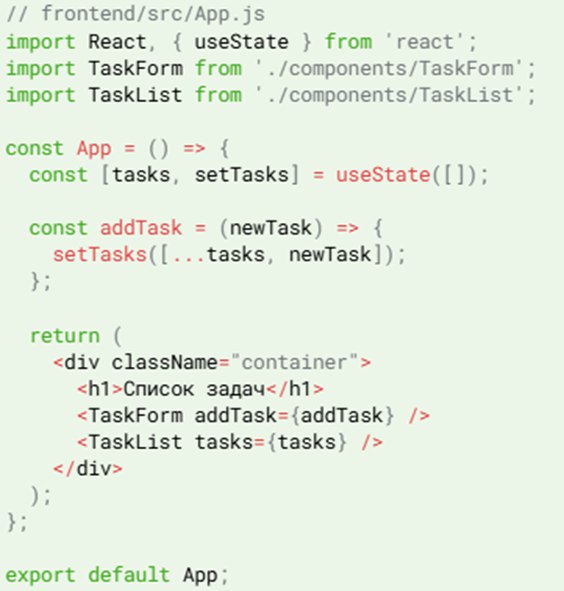 // frontend/src/App.js
import React, { useState } from 'react';
import TaskForm from './components/TaskForm';
import TaskList from './components/TaskList';

const App = () => {
  const [tasks, setTasks] = useState([]);

  const addTask = (newTask) => {
    setTasks([...tasks, newTask]);
  };

  return (
    <div className="container">
      <h1>Список задач</h1>
      <TaskForm addTask={addTask} />
      <TaskList tasks={tasks} />
    </div>
  );
};

export default App;